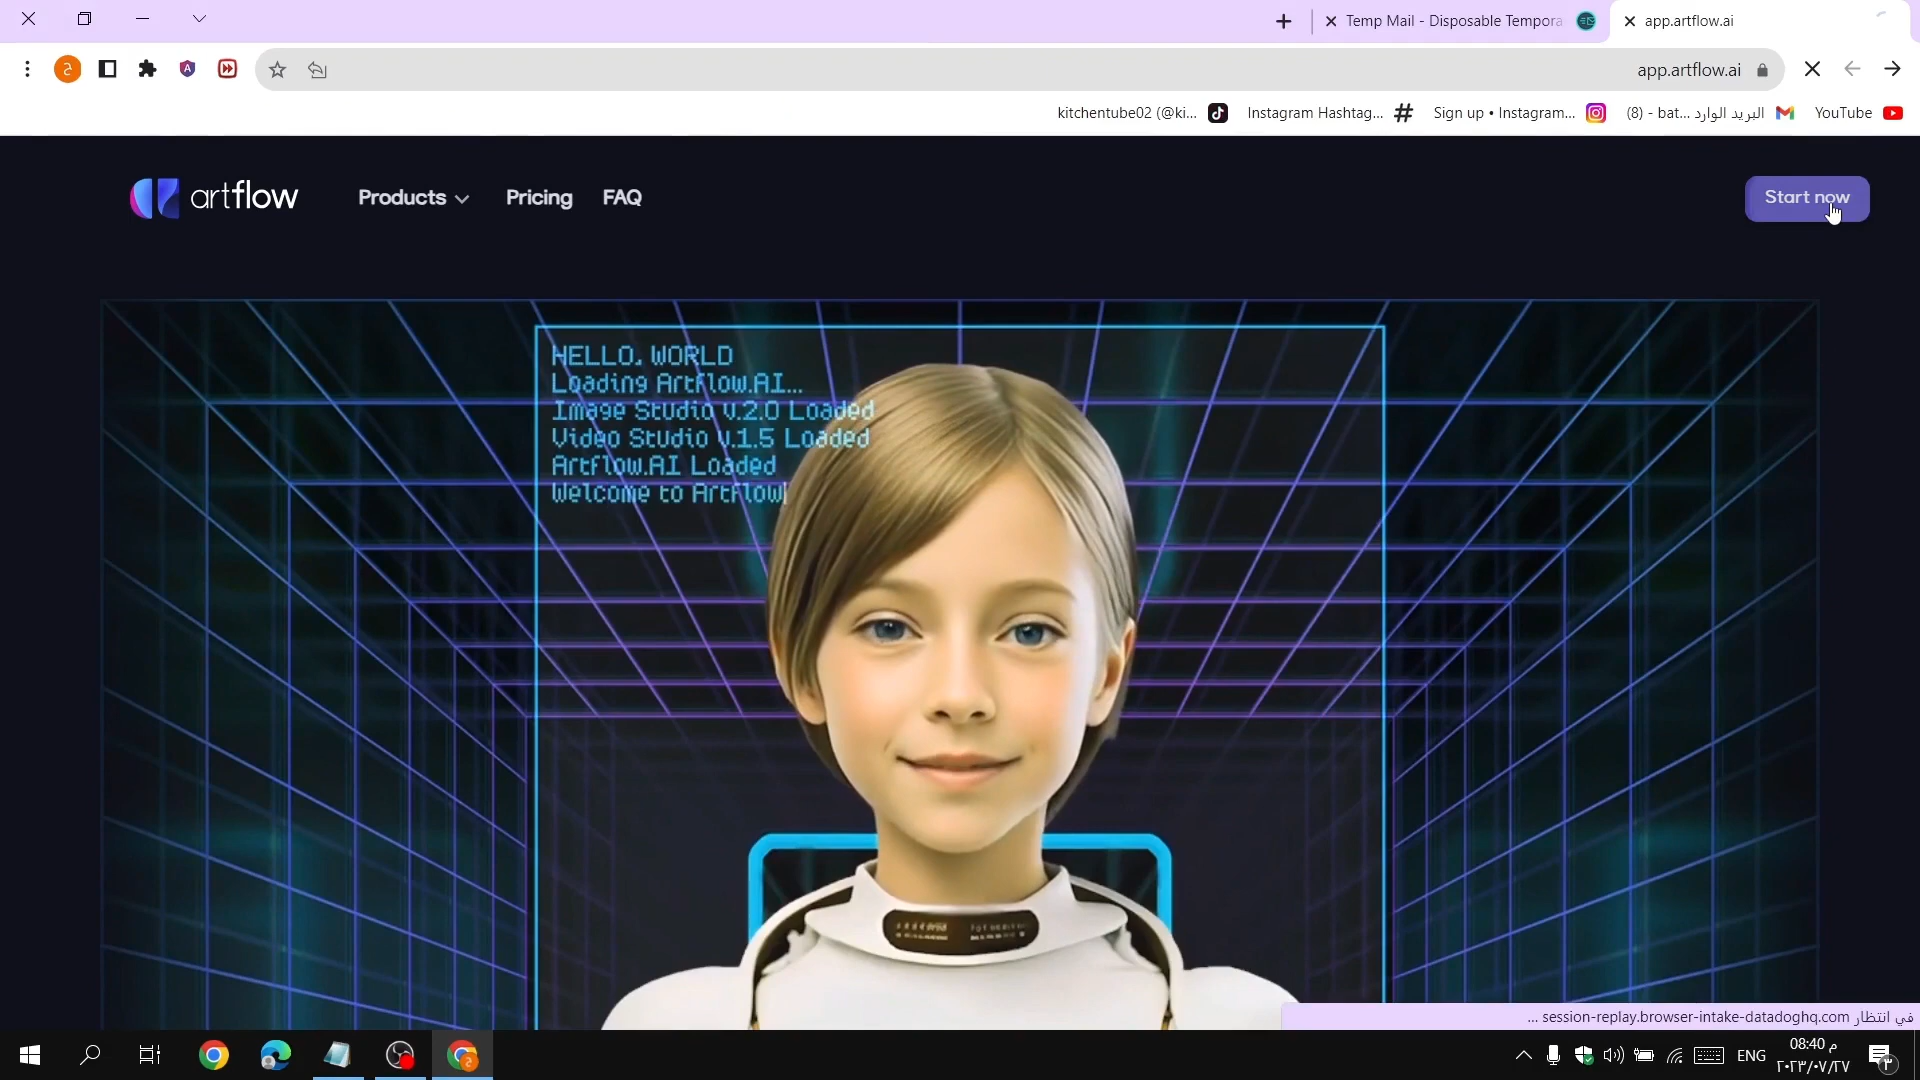 Temp Mail - Disposable Tempora
app.artflow.ai
app.artflow.ai
kitchentube02 (@ki...
Instagram Hashtag...
Sign up • Instagram...
البريد الوارد (8) - bat...
YouTube
artflow
Products
Pricing
FAQ
Start now
HELLO, WORLD
Loading Artflow.AI...
Image Studio v.2.0 Loaded
Video Studio v.1.5 Loaded
Artflow.AI Loaded
Welcome to Artflow
في انتظار session-replay.browser-intake-datadoghq.com ...
ENG
08:40 م
٢٠٢٣/٠٧/٢٧
٣